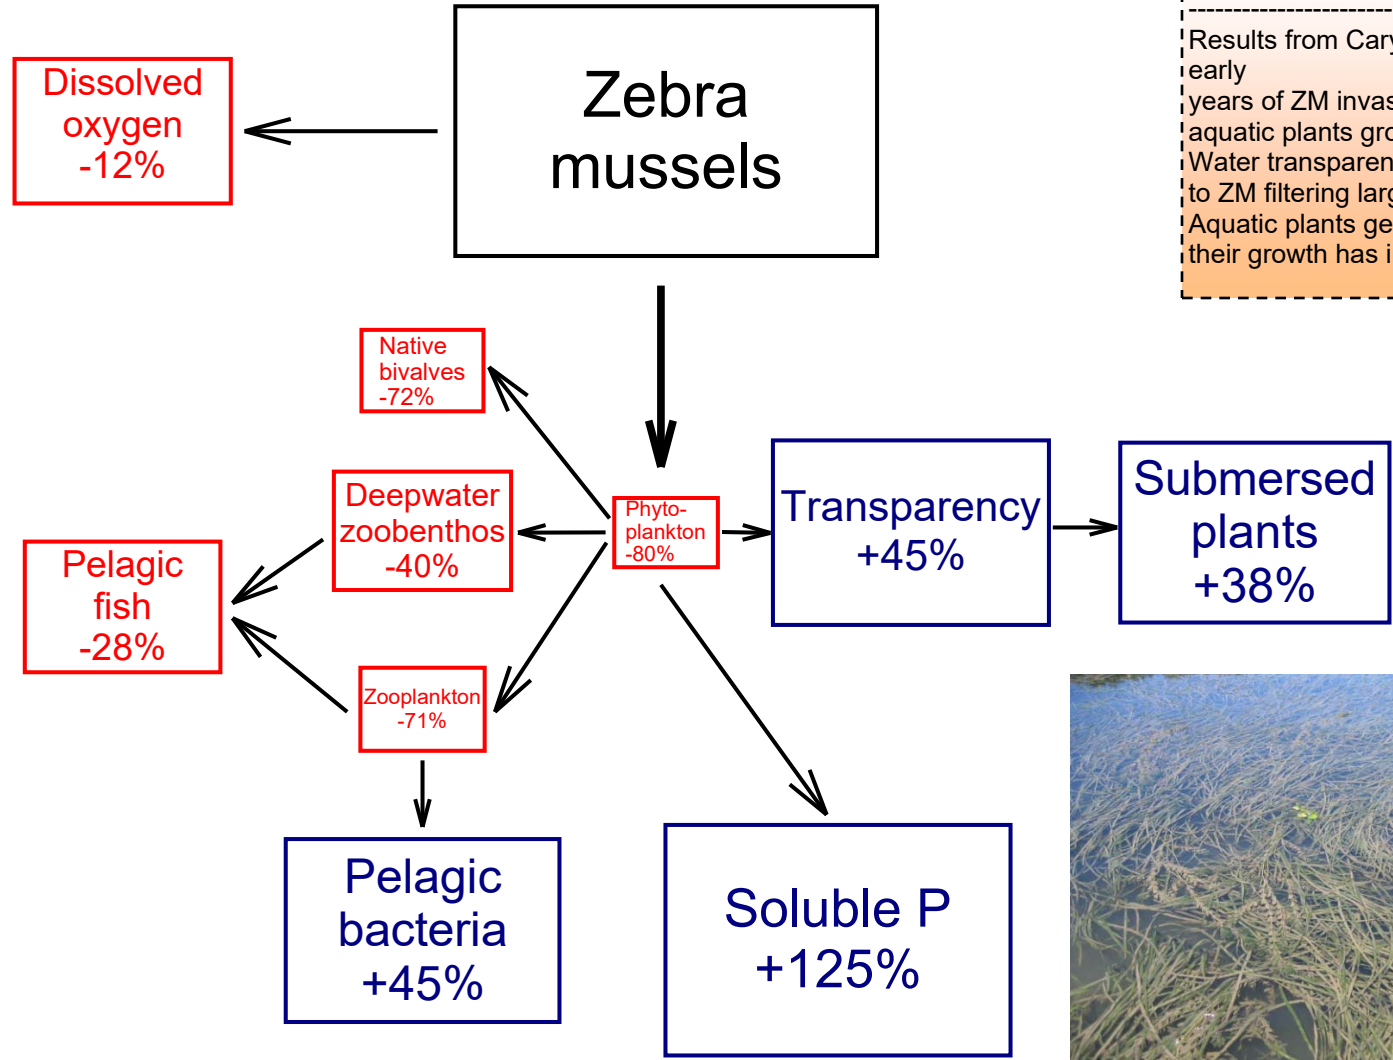 Zebra
mussels
Dissolved
oxygen
-12%
Results from Cary
early
years of ZM invas
aquatic plants gro
Water transparen
to ZM filtering larg
Aquatic plants ge
their growth has i
Native
bivalves
-72%
Deepwater
zoobenthos
-40%
Phyto-
plankton
-80%
Transparency
+45%
Submersed
plants
+38%
Pelagic
fish
-28%
Zooplankton
-71%
Pelagic
bacteria
+45%
Soluble P
+125%